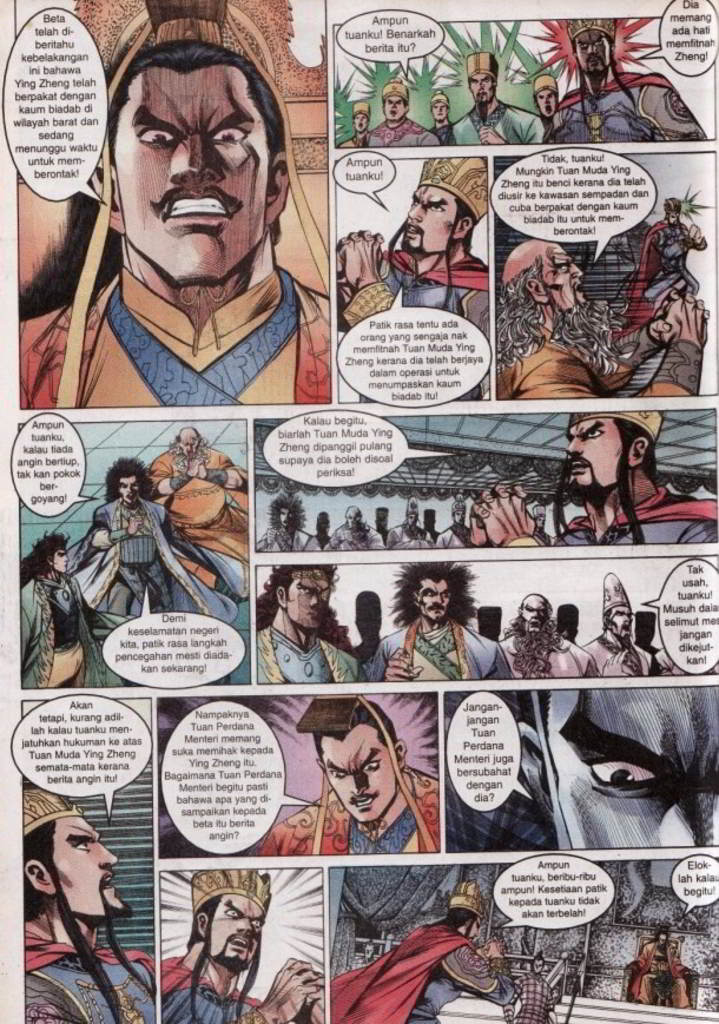 Beta
telah di-
beritahu
kebelakangan
ini bahawa
Ying Zheng telah
berpakat dengan
kaum biadab di
wilayah barat dan
sedang
menunggu waktu
untuk mem-
berontak!
Ampun
tuanku! Benarkah
berita itu?
Dia
memang
ada hati
memfitnah
Zheng!
Ampun
tuanku!
Patik rasa tentu ada
orang yang sengaja nak
memfitnah Tuan Muda Ying
Zheng kerana dia telah berjaya
dalam operasi untuk
menumpaskan kaum
biadab itu!
Tidak, tuanku!
Mungkin Tuan Muda Ying
Zheng itu benci kerana dia telah
diusir ke kawasan sempadan dan
cuba berpakat dengan kaum
biadab itu untuk mem-
berontak!
Ampun
tuanku,
kalau tiada
angin bertiup,
tak kan pokok
ber-
goyang!
Demi
keselamatan negeri
kita, patik rasa langkah
pencegahan mesti diada-
kan sekarang!
Kalau begitu,
biarlah Tuan Muda Ying
Zheng dipanggil pulang
supaya dia boleh disoal
periksa!
Tak
usah,
tuanku!
Musuh dalam
selimut jangan
dikejut-
kan!
Akan
tetapi, kurang adil-
lah kalau tuanku men-
jatuhkan hukuman ke atas
Tuan Muda Ying Zheng
semata-mata kerana
berita angin itu!
Nampaknya
Tuan Perdana
Menteri memang
suka memihak kepada
Ying Zheng itu.
Bagaimana Tuan Perdana
Menteri begitu pasti
bahawa apa yang di-
sampaikan kepada
beta itu berita
angin?
Jangan-
jangan
Tuan
Perdana
Menteri juga
bersubahat
dengan
dia?
Ampun
tuanku, beribu-ribu
ampun! Kesetiaan patik
kepada tuanku tidak
akan terbelah!
Elok-
lah kalau
begitu!